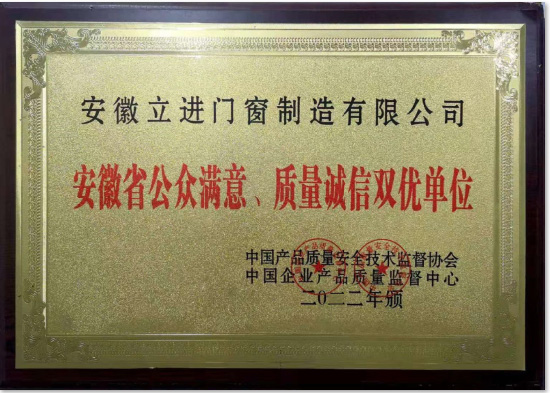 安徽立进门窗制造有限公司
安徽省公众满意、质量诚信双优单位
中国产品质量安全技术监督协会
中国企业产品质量监督中心
二〇二二年颁